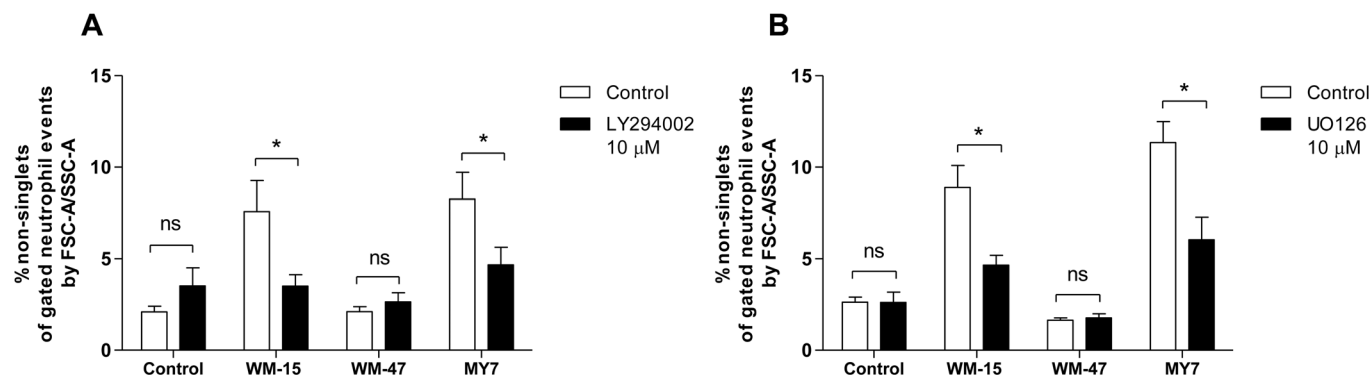 A
% non-singlets
of gated neutrophil events
by FSC-A/SSC-A
15
10
5
0
ns
*
ns
*
Control
WM-15
WM-47
MY7
Control
LY294002
10 μM
B
% non-singlets
of gated neutrophil events
by FSC-A/SSC-A
15
10
5
0
ns
*
ns
*
Control
WM-15
WM-47
MY7
Control
UO126
10 μM